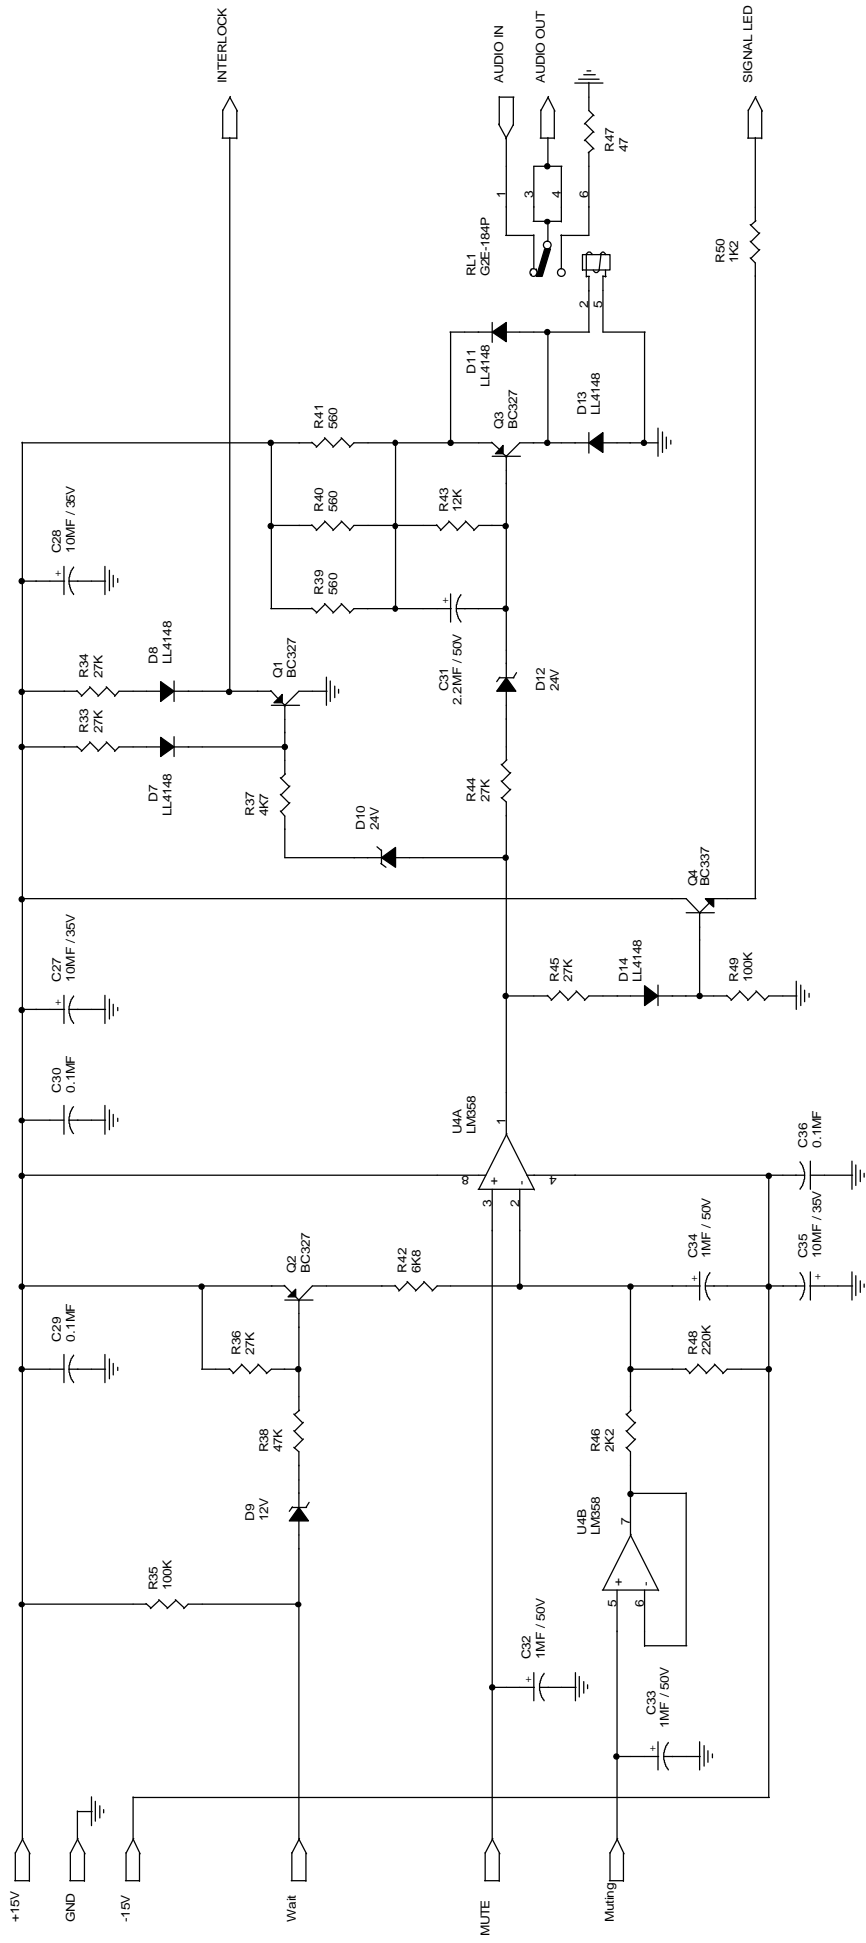 +15V
GND
-15V
Wait
MUTE
Muting
INTERLOCK
AUDIO IN
AUDIO OUT
SIGNAL LED
R35
100K
D9
12V
R38
47K
R36
27K
C29
0.1MF
+
Q2
BC327
R42
6K8
C30
0.1MF
+
C27
10MF / 35V
+
R33
27K
R34
27K
D7
LL4148
D8
LL4148
Q1
BC327
R37
4K7
D10
24V
C28
10MF / 35V
+
R39
560
R40
560
R41
560
C31
2.2MF / 50V
+
R43
12K
R44
27K
D12
24V
Q3
BC327
D11
LL4148
D13
LL4148
RL1
G2E-184P
1
3
4
6
2
5
R47
47
C32
1MF / 50V
+
C33
1MF / 50V
+
U4B
LM358
5
6
7
+
-
R46
2K2
R48
220K
C34
1MF / 50V
+
C35
10MF / 35V
+
C36
0.1MF
U4A
LM358
3
2
1
8
4
+
-
R45
27K
D14
LL4148
R49
100K
Q4
BC337
R50
1K2